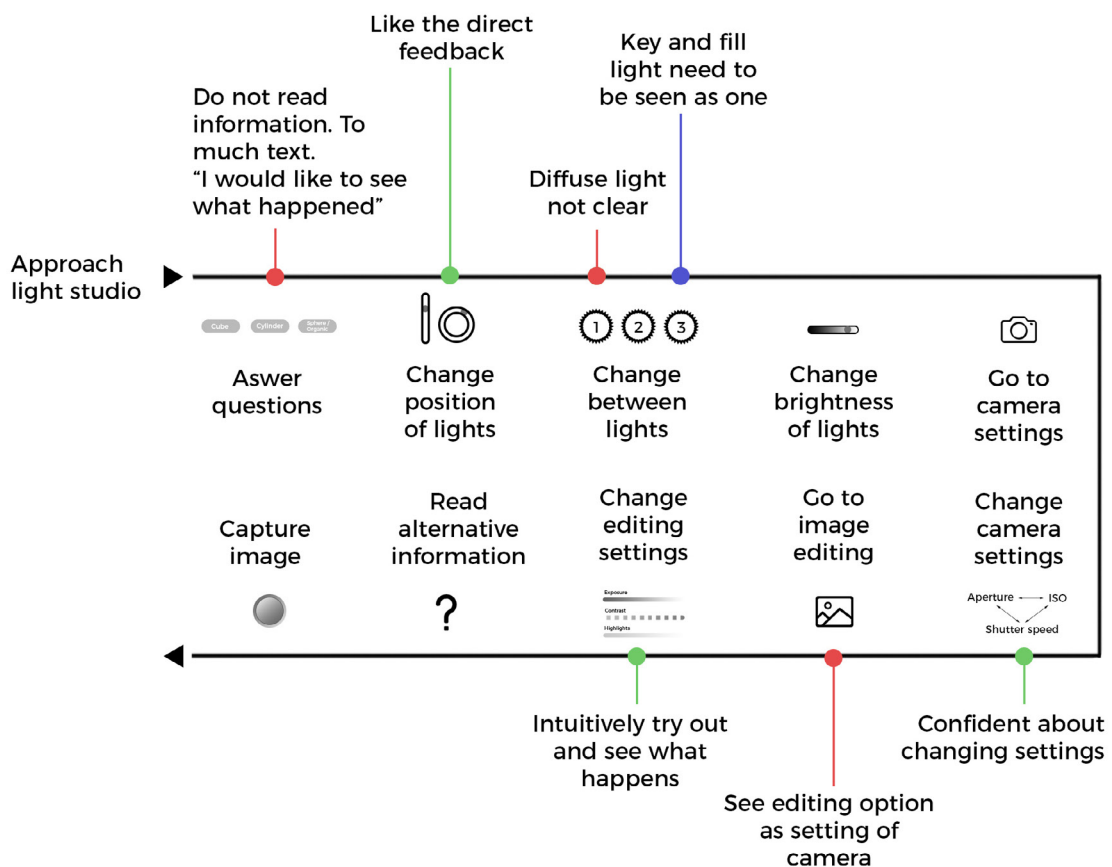 Like the direct
feedback
Key and fill
light need to
be seen as one
Do not read
information. To
much text.
“I would like to see
what happened”
Diffuse light
not clear
Approach
light studio
Cube
Cylinder
Sphere /
Organic
1
2
3
Aswer
questions
Change
position
of lights
Change
between
lights
Change
brightness
of lights
Go to
camera
settings
Capture
image
Read
alternative
information
Change
editing
settings
Go to
image
editing
Change
camera
settings
?
Exposure
Contrast
Highlights
Aperture
ISO
Shutter speed
Intuitively try out
and see what
happens
See editing option
as setting of
camera
Confident about
changing settings